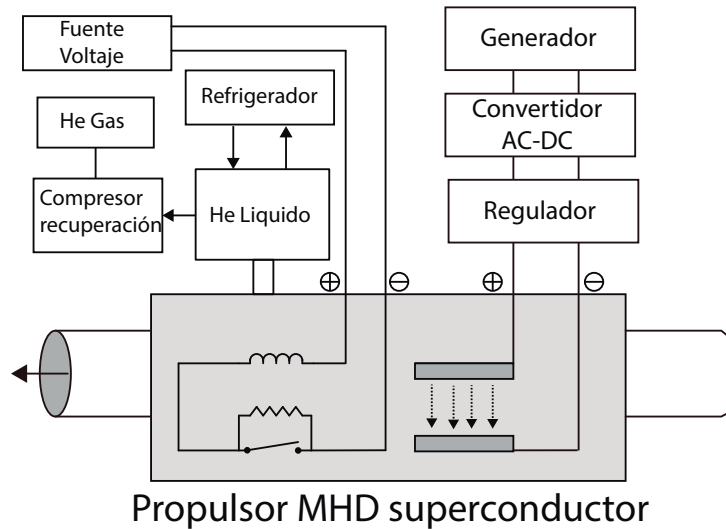 Fuente
Voltaje
Generador
Refrigerador
He Gas
Convertidor
AC-DC
Compresor
recuperación
He Liquido
Regulador
+
−
+
−
Propulsor MHD superconductor